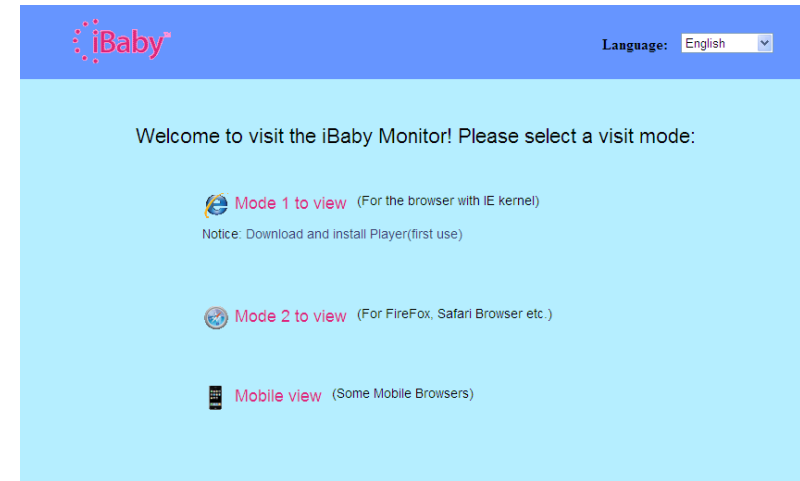 iBaby™
Language: English
Welcome to visit the iBaby Monitor! Please select a visit mode:
Mode 1 to view (For the browser with IE kernel)
Notice: Download and install Player(first use)
Mode 2 to view (For FireFox, Safari Browser etc.)
Mobile view (Some Mobile Browsers)